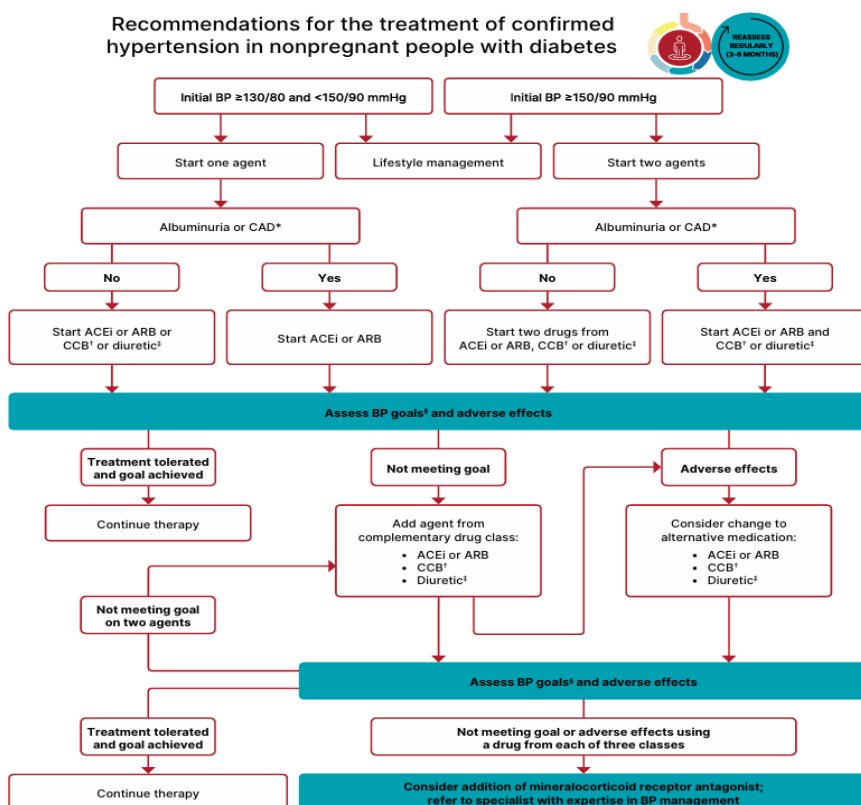 Recommendations for the treatment of confirmed
hypertension in nonpregnant people with diabetes
REASSESS
REGULARLY
(3-6 MONTHS)
Initial BP ≥130/80 and <150/90 mmHg
Initial BP ≥150/90 mmHg
Start one agent
Lifestyle management
Start two agents
Albuminuria or CAD*
Albuminuria or CAD*
No
Yes
No
Yes
Start ACEi or ARB or
CCB† or diuretic‡
Start ACEi or ARB
Start two drugs from
ACEi or ARB, CCB† or diuretic‡
Start ACEi or ARB and
CCB† or diuretic‡
Assess BP goals§ and adverse effects
Treatment tolerated
and goal achieved
Not meeting goal
Adverse effects
Continue therapy
Add agent from
complementary drug class:
• ACEi or ARB
• CCB†
• Diuretic‡
Consider change to
alternative medication:
• ACEi or ARB
• CCB†
• Diuretic‡
Not meeting goal
on two agents
Assess BP goals§ and adverse effects
Treatment tolerated
and goal achieved
Not meeting goal or adverse effects using
a drug from each of three classes
Continue therapy
Consider addition of mineralocorticoid receptor antagonist;
refer to specialist with expertise in BP management